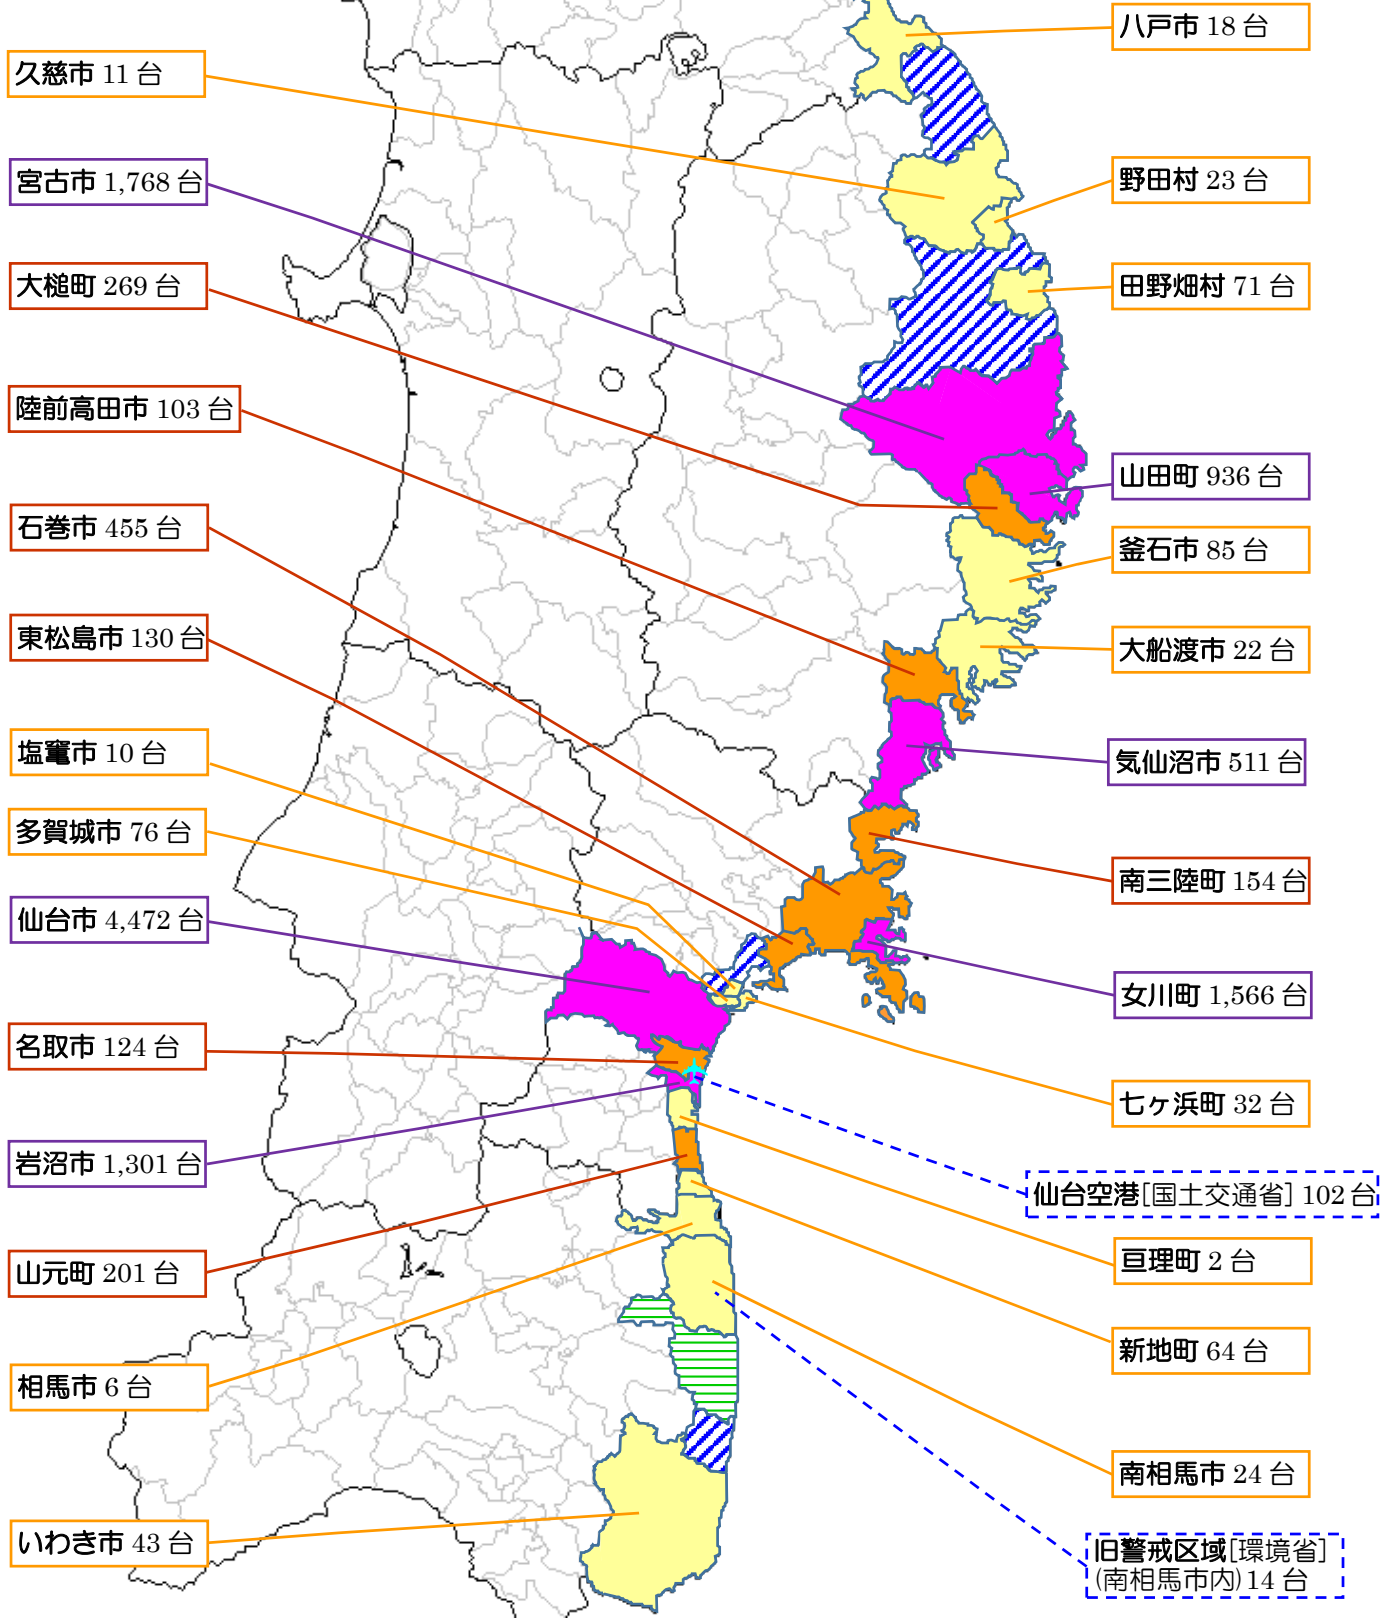 八戸市 18 台
久慈市 11 台
宮古市 1,768 台
野田村 23 台
大槌町 269 台
田野畑村 71 台
陸前高田市 103 台
山田町 936 台
石巻市 455 台
釜石市 85 台
東松島市 130 台
大船渡市 22 台
塩竃市 10 台
気仙沼市 511 台
多賀城市 76 台
南三陸町 154 台
仙台市 4,472 台
女川町 1,566 台
名取市 124 台
七ヶ浜町 32 台
岩沼市 1,301 台
仙台空港[国土交通省] 102 台
山元町 201 台
亘理町 2 台
新地町 64 台
相馬市 6 台
南相馬市 24 台
いわき市 43 台
旧警戒区域[環境省]
(南相馬市内) 14 台